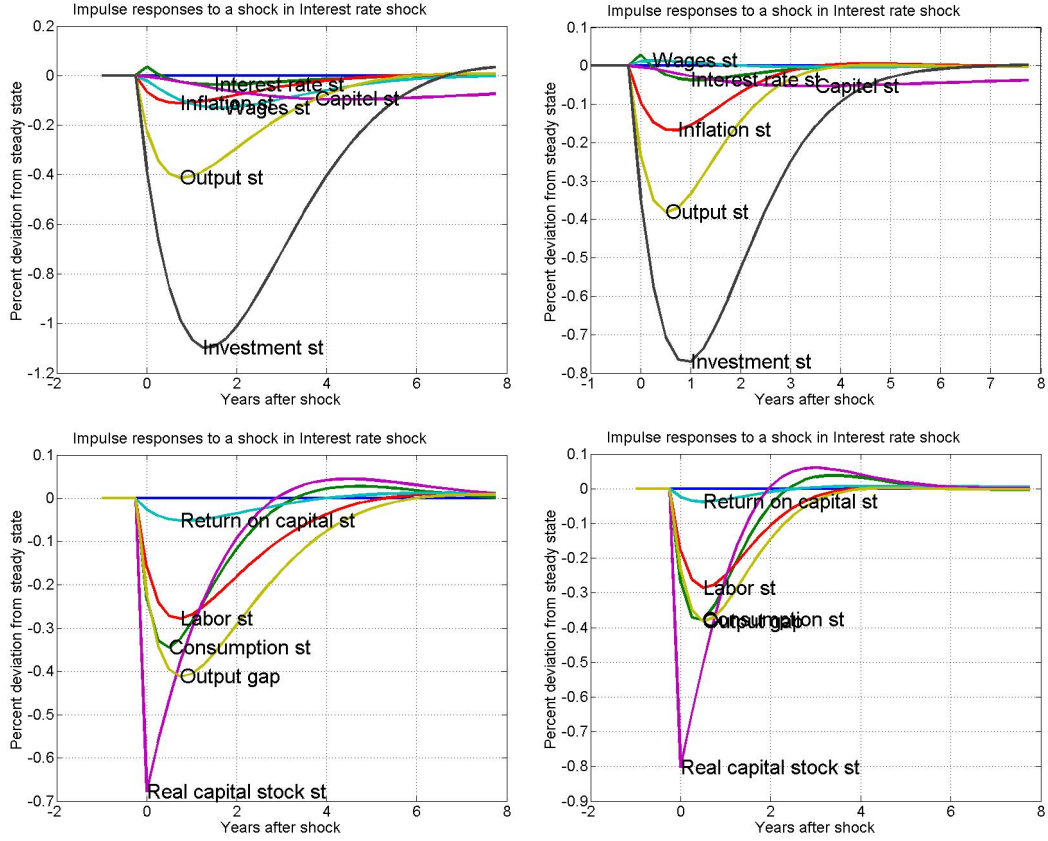 Impulse responses to a shock in Interest rate shock
0.2
0
-0.2
-0.4
-0.6
-0.8
-1
-1.2
Percent deviation from steady state
Interest rate st
Capitel st
Inflation st
Wages st
Output st
Investment st
-2 0 2 4 6 8
Years after shock
Impulse responses to a shock in Interest rate shock
0.1
0
-0.1
-0.2
-0.3
-0.4
-0.5
-0.6
-0.7
-0.8
Percent deviation from steady state
Wages st
Interest rate st
Capitel st
Inflation st
Output st
Investment st
-1 0 1 2 3 4 5 6 7 8
Years after shock
Impulse responses to a shock in Interest rate shock
0.1
0
-0.1
-0.2
-0.3
-0.4
-0.5
-0.6
-0.7
Percent deviation from steady state
Return on capital st
Labor st
Consumption st
Output gap
Real capital stock st
-2 0 2 4 6 8
Years after shock
Impulse responses to a shock in Interest rate shock
0.1
0
-0.1
-0.2
-0.3
-0.4
-0.5
-0.6
-0.7
-0.8
-0.9
Percent deviation from steady state
Return on capital st
Labor st
Consumption st
Output gap
Real capital stock st
-2 0 2 4 6 8
Years after shock